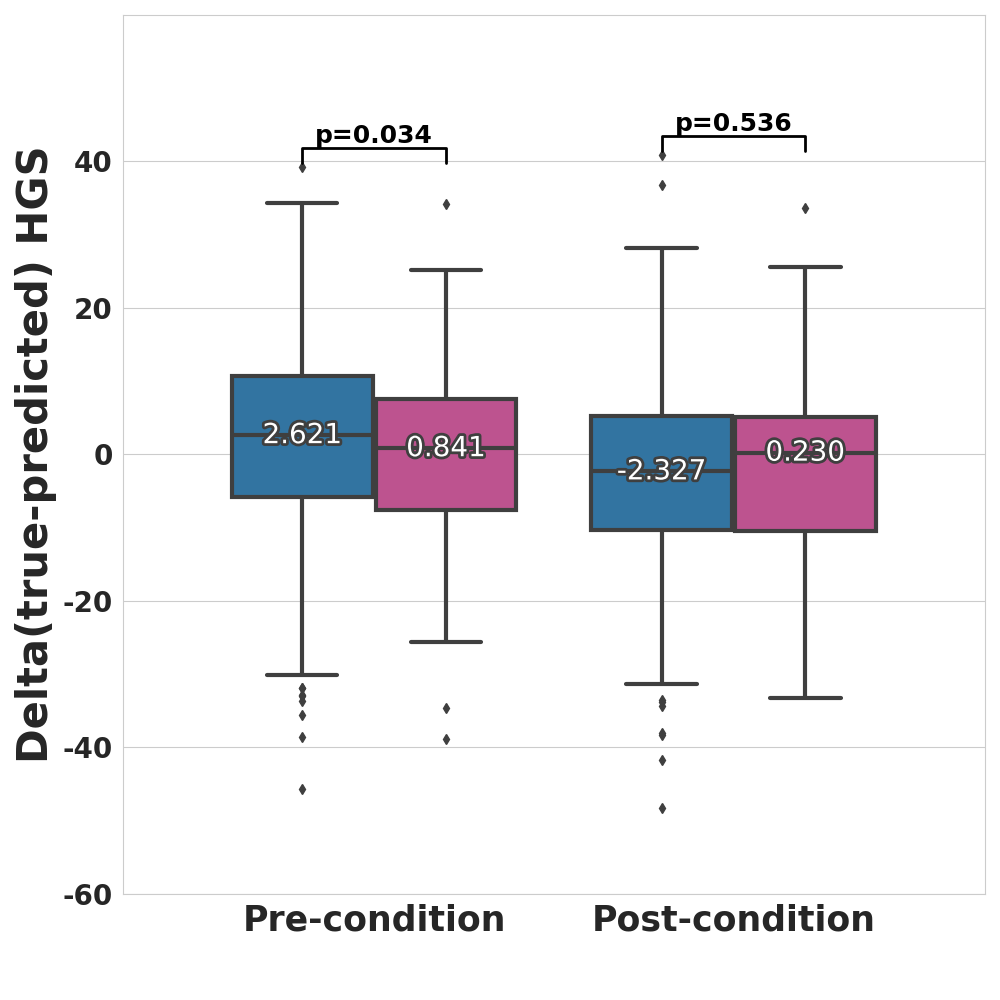 Delta(true-predicted) HGS
40
20
0
-20
-40
-60
p=0.034
p=0.536
2.621
0.841
-2.327
0.230
Pre-condition
Post-condition